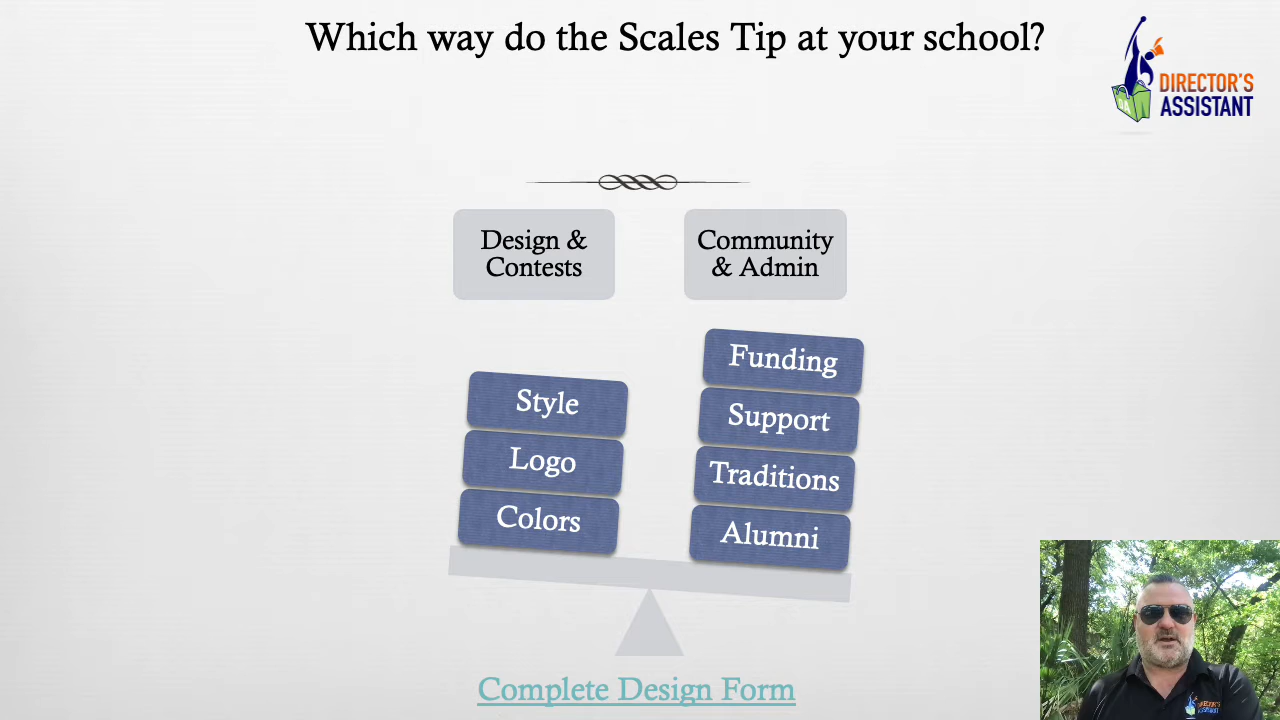 Which way do the Scales Tip at your school?
DIRECTOR'S
ASSISTANT
Design &
Contests
Community
& Admin
Funding
Support
Traditions
Alumni
Style
Logo
Colors
Complete Design Form